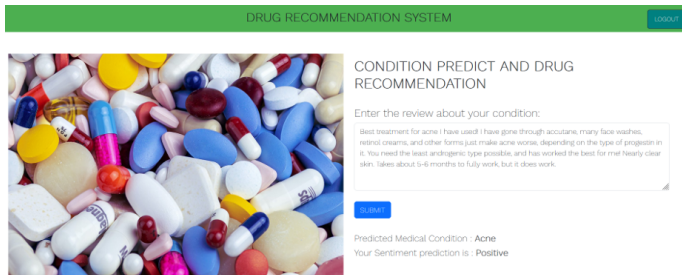 DRUG RECOMMENDATION SYSTEM
LOGOUT
CONDITION PREDICT AND DRUG
RECOMMENDATION
Enter the review about your condition:
Best treatment for acne I have used! I have gone through accutane, many face washes,
retinol creams, and other forms just make acne worse, depending on the type of progestin in
it. You need the least androgenic type possible, and has worked the best for me! Nearly clear
skin. Takes about 5-6 months to fully work, but it does work.
SUBMIT
Predicted Medical Condition : Acne
Your Sentiment prediction is : Positive